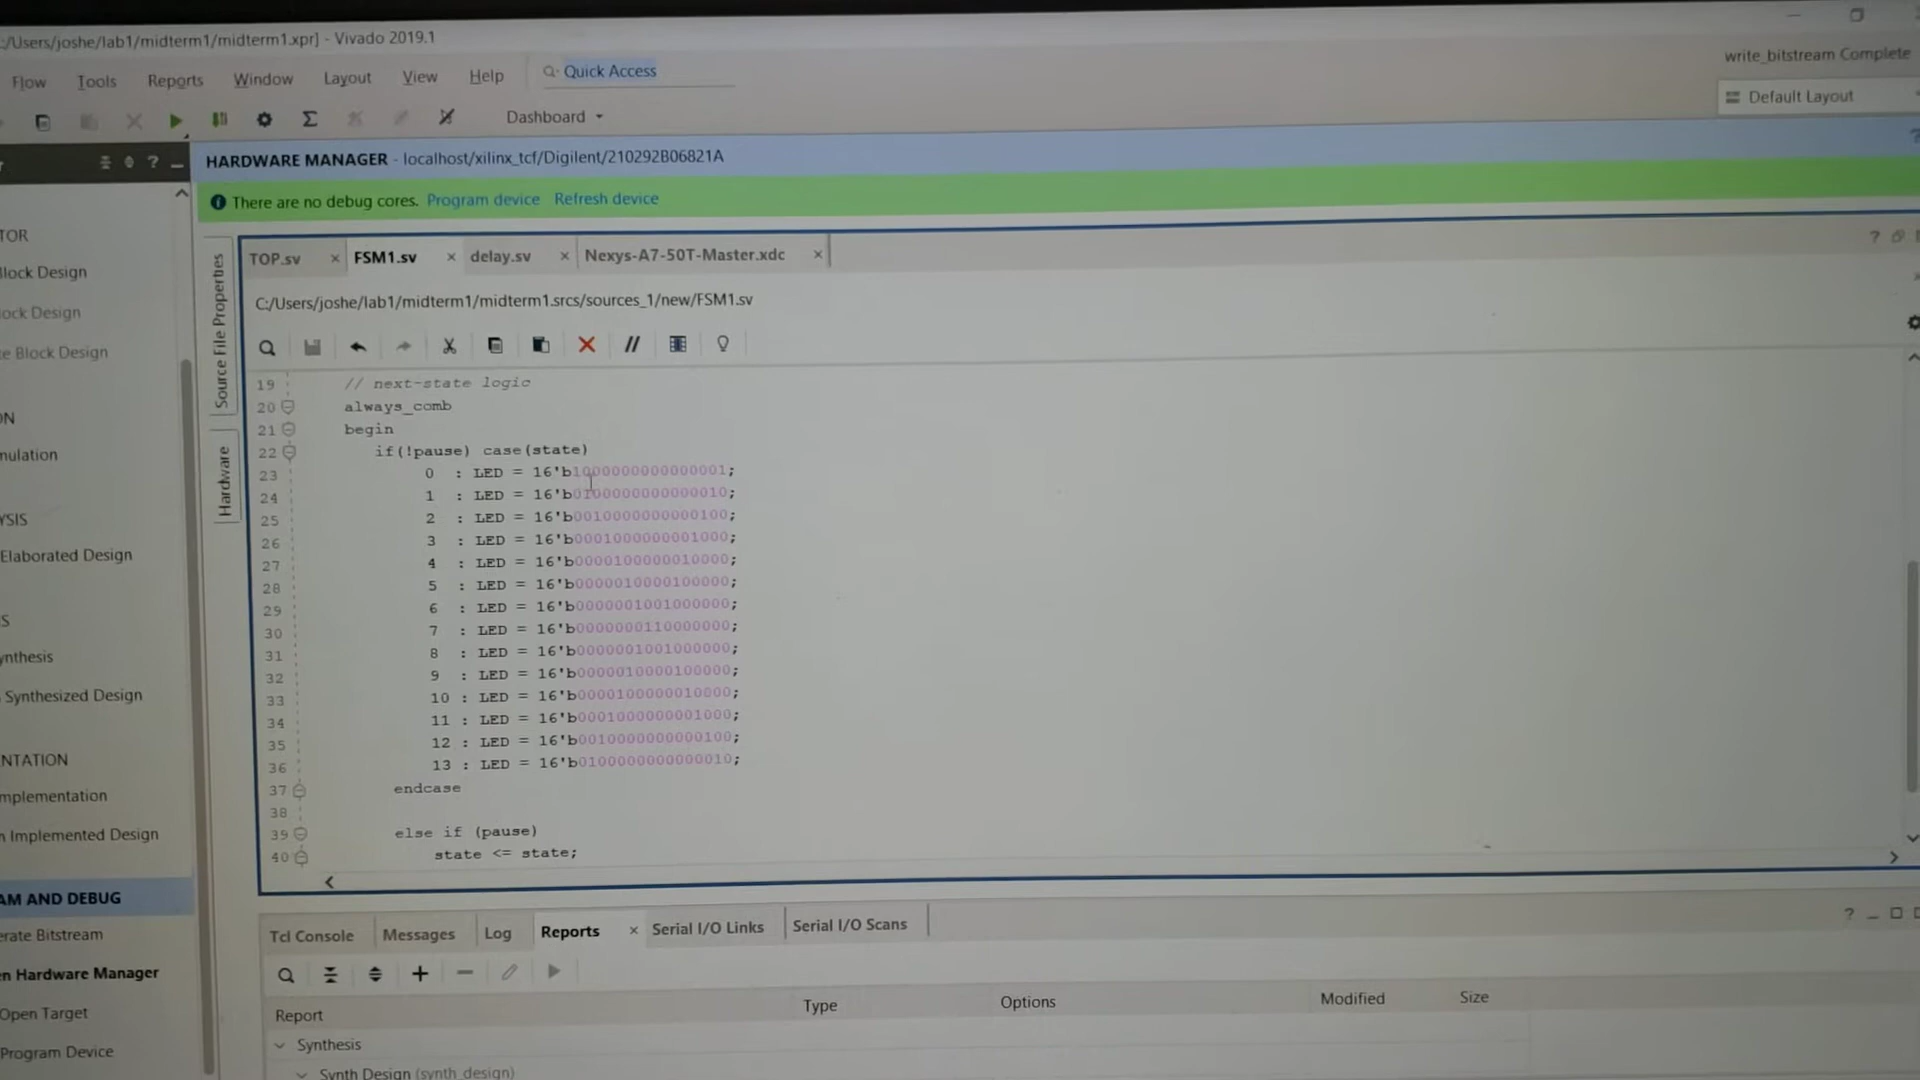 :/Users/joshe/lab1/midterm1/midterm1.xpr] - Vivado 2019.1
Flow Tools Reports Window Layout View Help Quick Access
write_bitstream Complete
Dashboard
Default Layout
HARDWARE MANAGER - localhost/xilinx_tcf/Digilent/210292B06821A
There are no debug cores. Program device Refresh device
TOR
lock Design
ock Design
e Block Design
ON
mulation
YSIS
Elaborated Design
S
ynthesis
Synthesized Design
NTATION
mplementation
n Implemented Design
AM AND DEBUG
erate Bitstream
en Hardware Manager
Open Target
Program Device
Source File Properties
Hardware
TOP.sv × FSM1.sv × delay.sv × Nexys-A7-50T-Master.xdc ×
C:/Users/joshe/lab1/midterm1/midterm1.srcs/sources_1/new/FSM1.sv
19 // next-state logic
20 always_comb
21 begin
22 if(!pause) case(state)
23 0 : LED = 16'b1000000000000001;
24 1 : LED = 16'b0100000000000010;
25 2 : LED = 16'b0010000000000100;
26 3 : LED = 16'b0001000000001000;
27 4 : LED = 16'b0000100000010000;
28 5 : LED = 16'b0000010000100000;
29 6 : LED = 16'b0000001001000000;
30 7 : LED = 16'b0000000110000000;
31 8 : LED = 16'b0000001001000000;
32 9 : LED = 16'b0000010000100000;
33 10 : LED = 16'b0000100000010000;
34 11 : LED = 16'b0001000000001000;
35 12 : LED = 16'b0010000000000100;
36 13 : LED = 16'b0100000000000010;
37 endcase
38
39 else if (pause)
40 state <= state;
Tcl Console Messages Log Reports × Serial I/O Links Serial I/O Scans
Report Type Options Modified Size
Synthesis
Synth Design (synth_design)